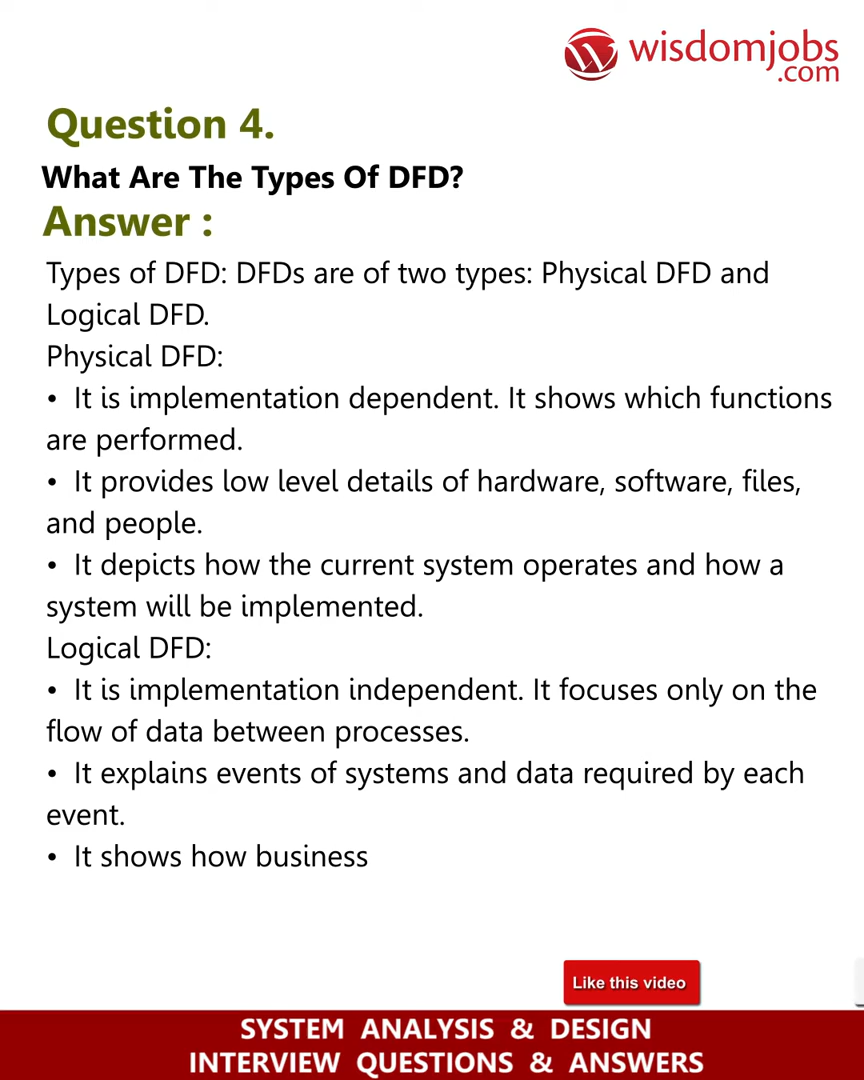 wisdomjobs
.com
Question 4.
What Are The Types Of DFD?
Answer :
Types of DFD: DFDs are of two types: Physical DFD and
Logical DFD.
Physical DFD:
• It is implementation dependent. It shows which functions
are performed.
• It provides low level details of hardware, software, files,
and people.
• It depicts how the current system operates and how a
system will be implemented.
Logical DFD:
• It is implementation independent. It focuses only on the
flow of data between processes.
• It explains events of systems and data required by each
event.
• It shows how business
Like this video
SYSTEM ANALYSIS & DESIGN
INTERVIEW QUESTIONS & ANSWERS